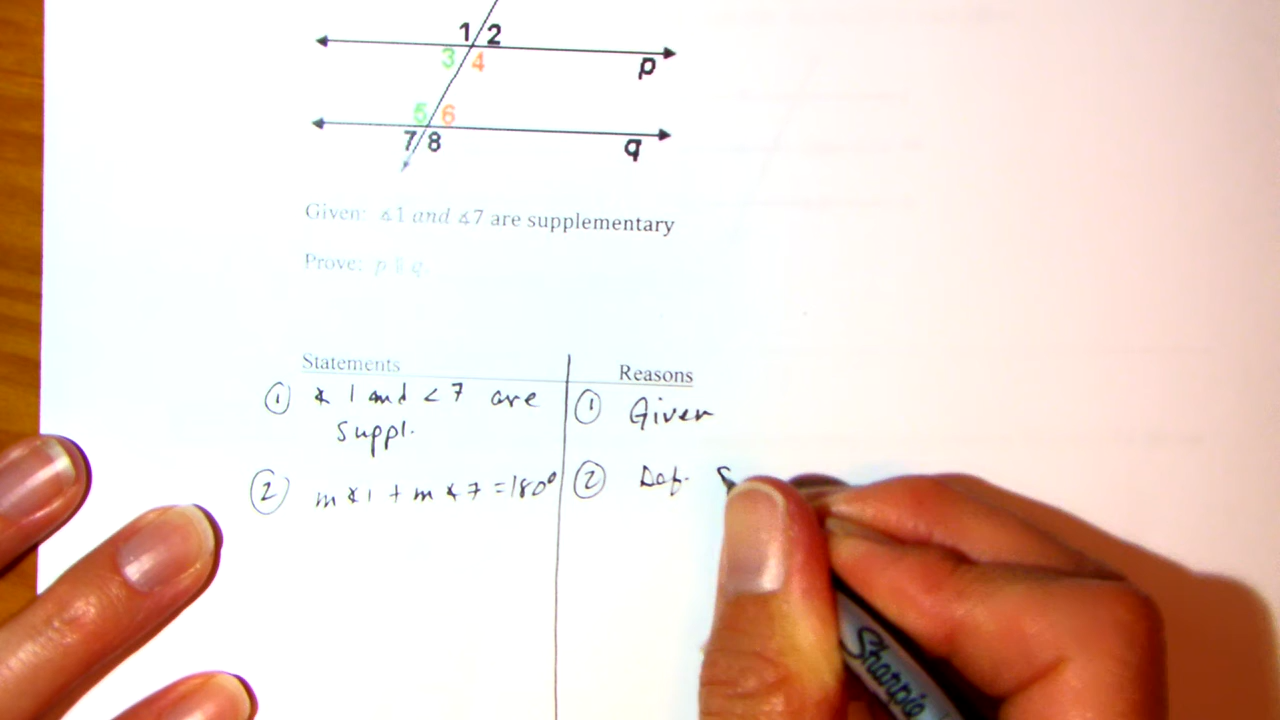 1 2
3 4
p
5 6
7 8
q
Given: ∡1 and ∡7 are supplementary
Prove: p ∥ q
Statements Reasons
① ∡ 1 and < 7 are ① Given
suppl.
② m∡1 + m∡7 = 180° ② Def. S
Sharpie